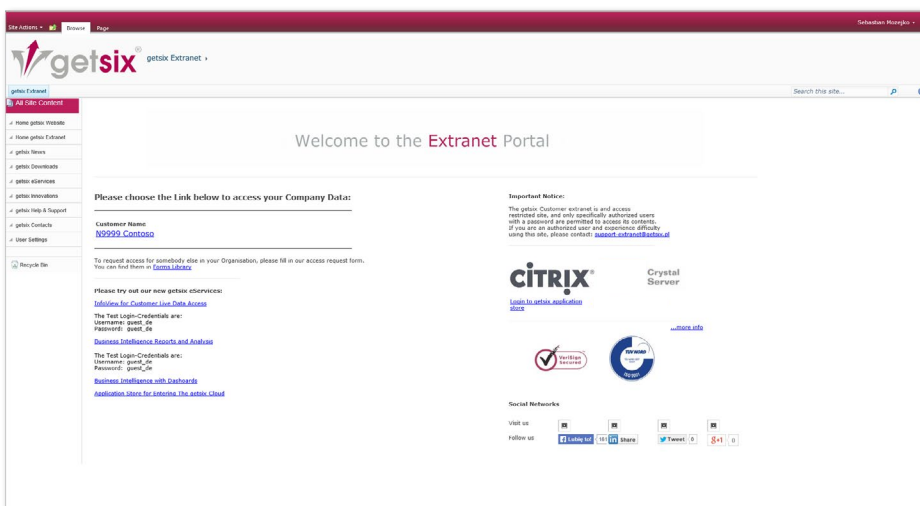 Sebastian Mozejko
Site Actions
Browse
Page
getsix®
getsix Extranet
getsix Extranet
Search this site...
All Site Content
Home getsix Website
Home getsix Extranet
getsix News
getsix Downloads
getsix eServices
getsix Innovations
getsix Help & Support
getsix Contacts
User Settings
Recycle Bin
Welcome to the Extranet Portal
Please choose the Link below to access your Company Data:
Customer Name
N9999 Contoso
To request access for somebody else in your Organisation, please fill in our access request form.
You can find them in Forms Library
Please try out our new getsix eServices:
InfoView for Customer Live Data Access
The Test Login-Credentials are:
Username: guest_de
Password: guest_de
Business Intelligence Reports and Analysis
The Test Login-Credentials are:
Username: guest_de
Password: guest_de
Business Intelligence with Dashoards
Application Store for Entering The getsix Cloud
Important Notice:
The getsix Customer extranet is and access
restricted site, and only specifically authorized users
with a password are permitted to access its contents.
If you are an authorized user and experience difficulty
using this site, please contact: support-extranet@getsix.pl
CITRIX®
Crystal
Server
Login to getsix application
store
...more info
VeriSign
Secured
TÜV NORD
ISO 9001
Social Networks
Visit us
Follow us
Lubię to!
Share
Tweet
0
g+1
0